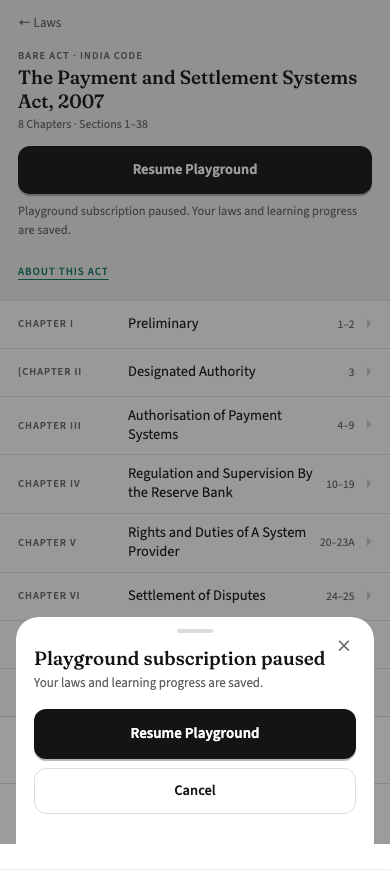 ← Laws
BARE ACT · INDIA CODE
The Payment and Settlement Systems
Act, 2007
8 Chapters · Sections 1–38
Resume Playground
Playground subscription paused. Your laws and learning progress
are saved.
ABOUT THIS ACT
CHAPTER I Preliminary 1–2
[CHAPTER II Designated Authority 3
CHAPTER III Authorisation of Payment
Systems 4–9
CHAPTER IV Regulation and Supervision By
the Reserve Bank 10–19
CHAPTER V Rights and Duties of A System
Provider 20–23A
CHAPTER VI Settlement of Disputes 24–25
Playground subscription paused
Your laws and learning progress are saved.
Resume Playground
Cancel